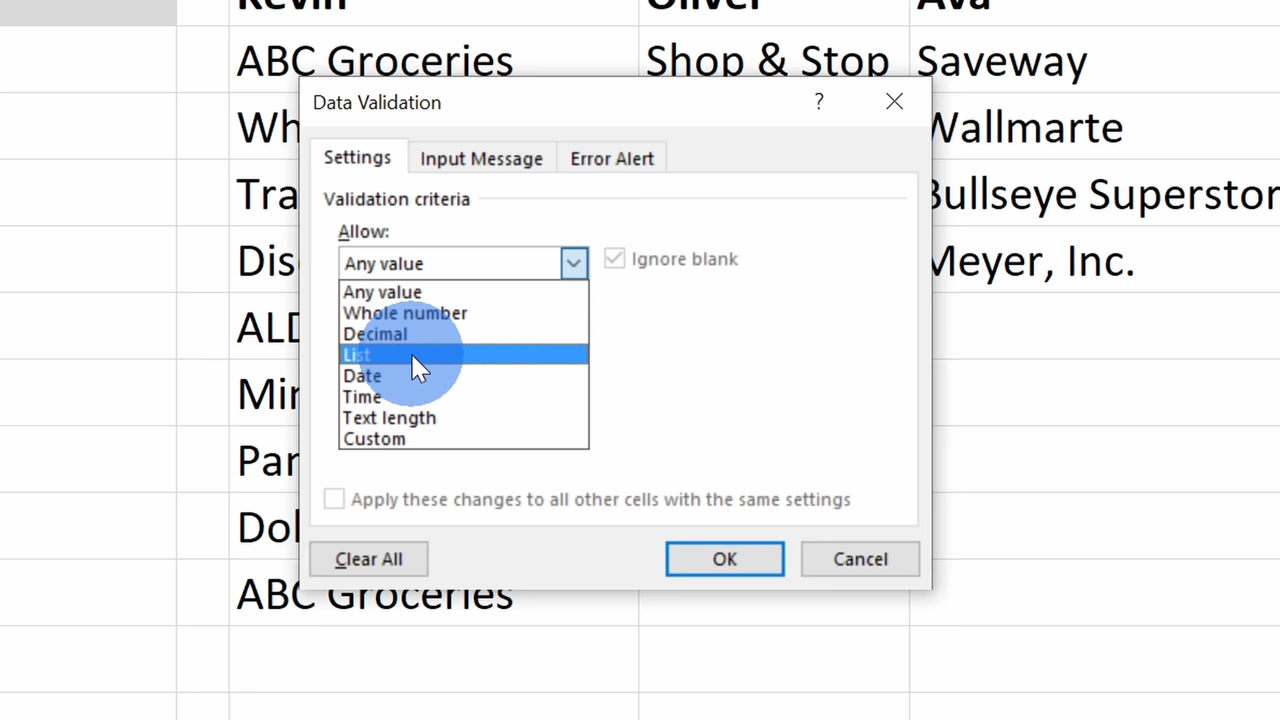 Kevin Oliver Ava
ABC Groceries Shop & Stop Saveway
Data Validation ?
Wallmarte
Settings Input Message Error Alert
Validation criteria
Bullseye Superstor
Allow:
Any value Ignore blank
Meyer, Inc.
Any value
Whole number
Decimal
List
Date
Time
Text length
Custom
Apply these changes to all other cells with the same settings
Clear All OK Cancel
ABC Groceries